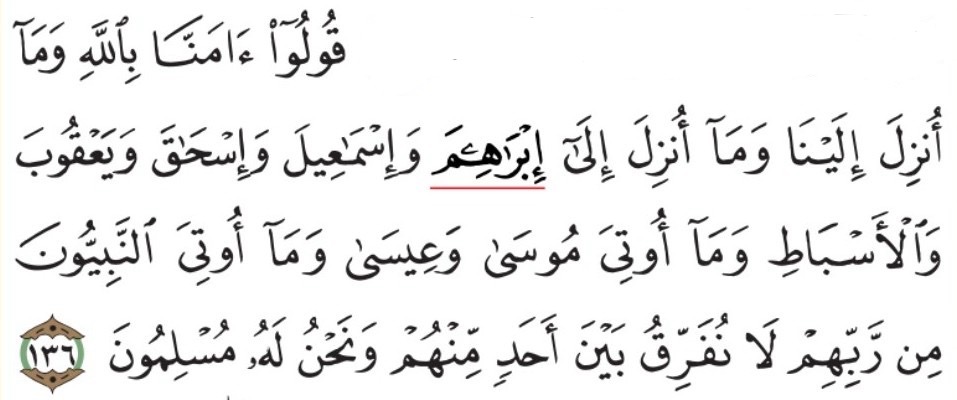 قُولُوٓا۟ ءَامَنَّا بِٱللَّهِ وَمَآ
أُنزِلَ إِلَيْنَا وَمَآ أُنزِلَ إِلَىٰٓ إِبْرَٰهِـۧمَ وَإِسْمَـٰعِيلَ وَإِسْحَـٰقَ وَيَعْقُوبَ
وَٱلْأَسْبَاطِ وَمَآ أُوتِىَ مُوسَىٰ وَعِيسَىٰ وَمَآ أُوتِىَ ٱلنَّبِيُّونَ
مِن رَّبِّهِمْ لَا نُفَرِّقُ بَيْنَ أَحَدٍ مِّنْهُمْ وَنَحْنُ لَهُۥ مُسْلِمُونَ ١٣٦